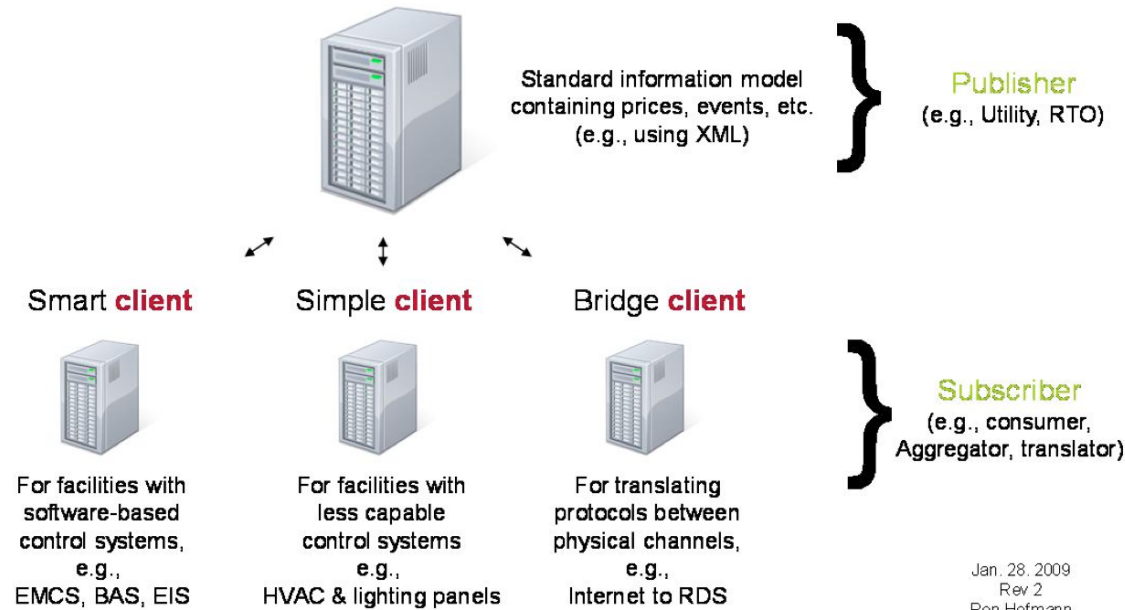 Standard information model
containing prices, events, etc.
(e.g., using XML)
Publisher
(e.g., Utility, RTO)
Smart client
Simple client
Bridge client
For facilities with
software-based
control systems,
e.g.,
EMCS, BAS, EIS
For facilities with
less capable
control systems
e.g.,
HVAC & lighting panels
For translating
protocols between
physical channels,
e.g.,
Internet to RDS
Subscriber
(e.g., consumer,
Aggregator, translator)
Jan. 28. 2009
Rev 2
Ron Hofmann